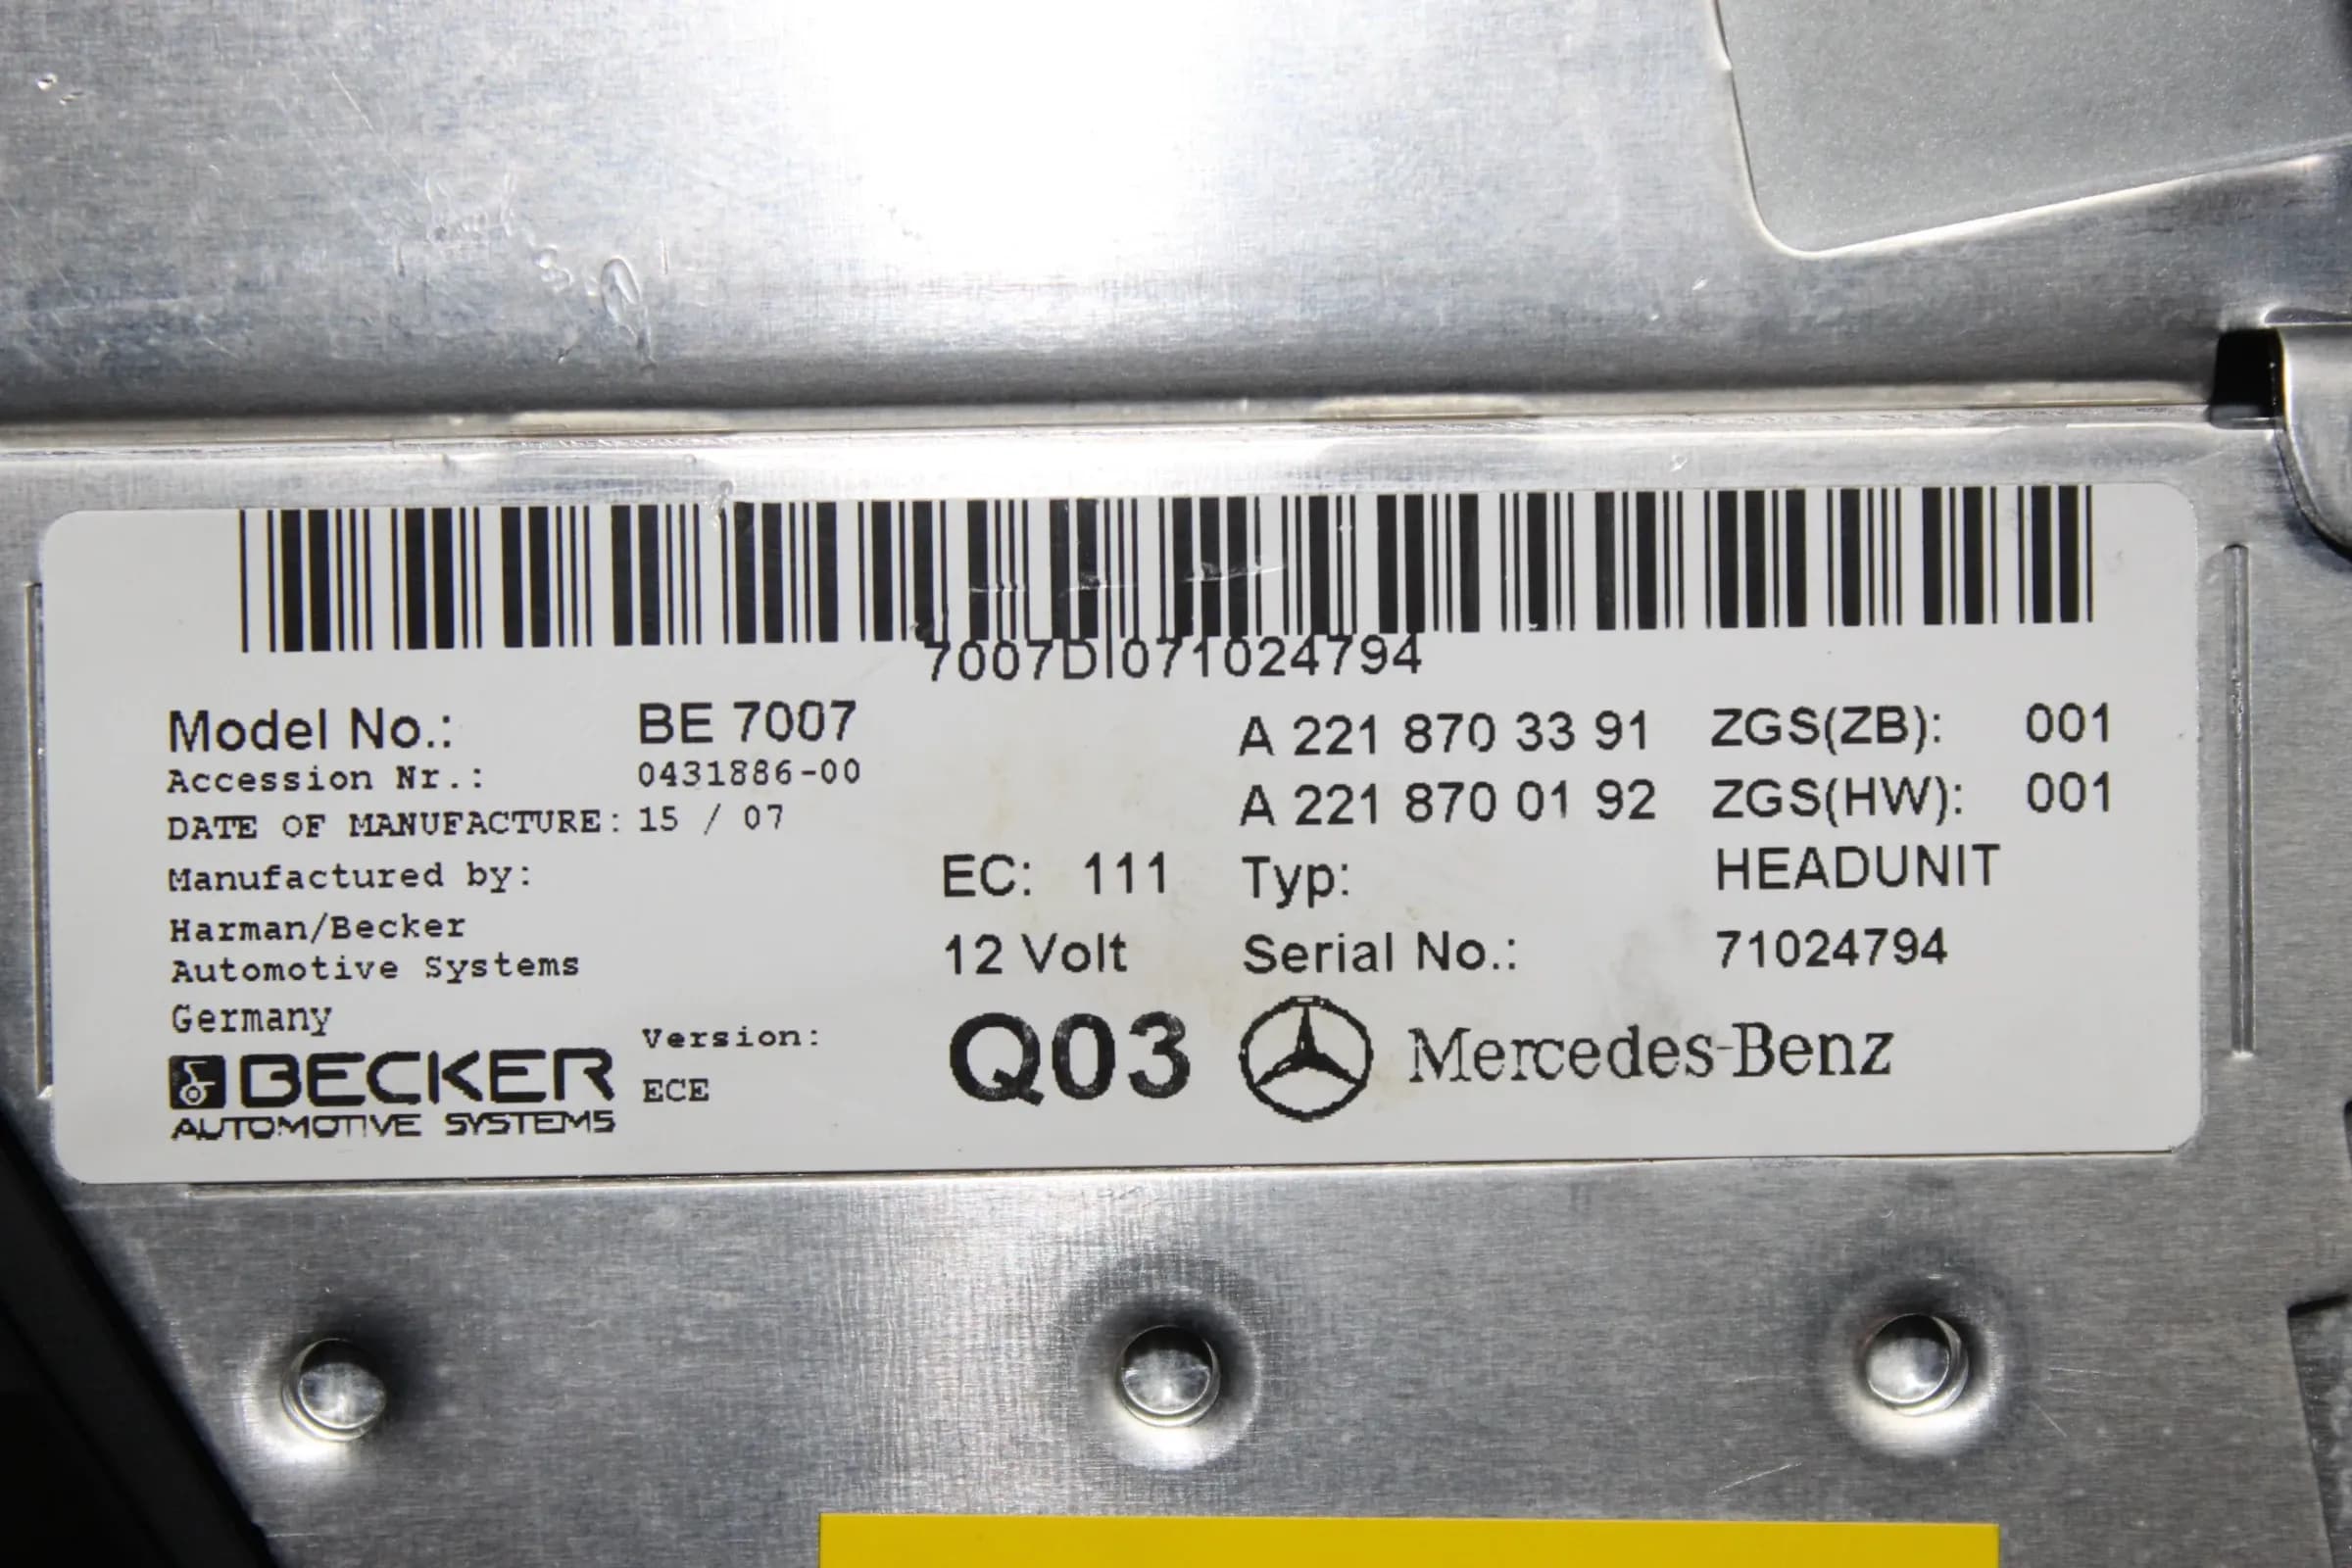 7007DI071024794
Model No.: BE 7007 A 221 870 33 91 ZGS(ZB): 001
Accession Nr.: 0431886-00
DATE OF MANUFACTURE: 15 / 07 A 221 870 01 92 ZGS(HW): 001
Manufactured by: EC: 111 Typ: HEADUNIT
Harman/Becker
Automotive Systems 12 Volt Serial No.: 71024794
Germany
BECKER Version: Q03 Mercedes-Benz
AUTOMOTIVE SYSTEMS ECE